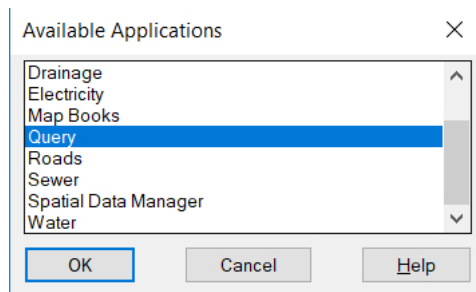 Available Applications
Drainage
Electricity
Map Books
Query
Roads
Sewer
Spatial Data Manager
Water
OK Cancel Help